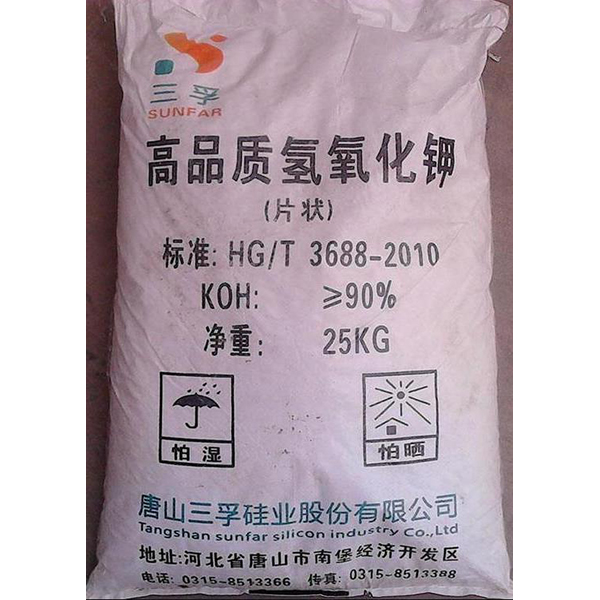 三孚
SUNFAR
高品质氢氧化钾
(片状)
标准: HG/T 3688-2010
KOH: ≥90%
净重: 25KG
怕湿
怕晒
唐山三孚硅业股份有限公司
Tangshan sunfar silicon industry Co.,Ltd
地址:河北省唐山市南堡经济开发区
电话: 0315-8513366 传真: 0315-8513388